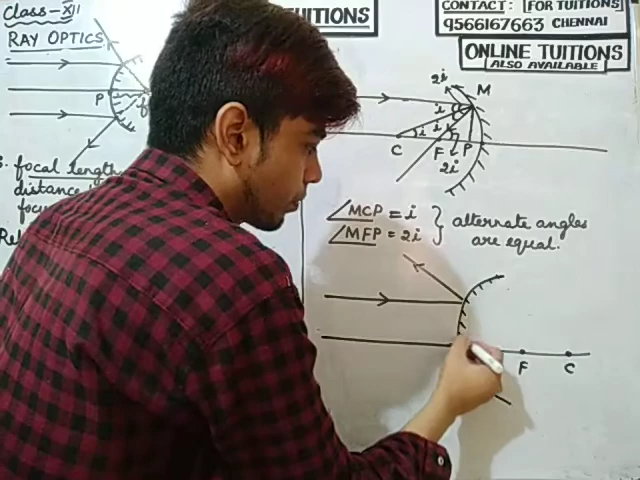 Class-XII
RAY OPTICS
TUITIONS
CONTACT: FOR TUITIONS
9566167663 CHENNAI
ONLINE TUITIONS
ALSO AVAILABLE
P
f
2i
M
i
i
i
C
F
P
2i
focal length
distance
focu
Rel
∠MCP = i
∠MFP = 2i
} alternate angles
are equal.
F
C